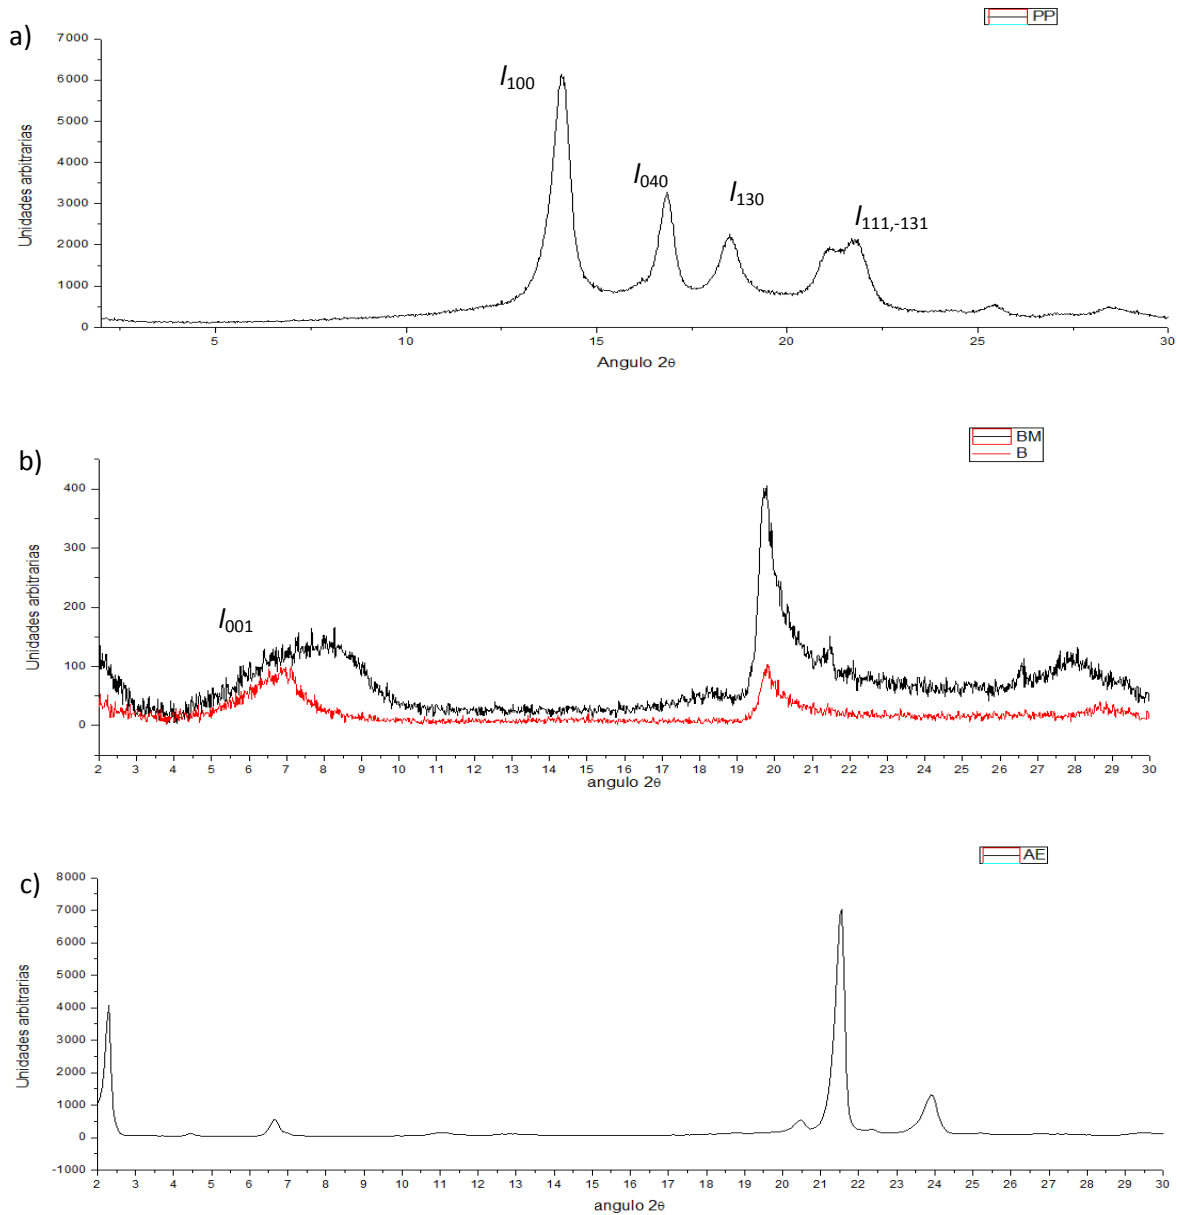 a)
PP
7000
6000
5000
4000
3000
2000
1000
0
Unidades arbitrarias
I100
I040
I130
I111,-131
5 10 15 20 25 30
Angulo 2θ
b)
BM
B
400
300
200
100
0
Unidades arbitrarias
I001
2 3 4 5 6 7 8 9 10 11 12 13 14 15 16 17 18 19 20 21 22 23 24 25 26 27 28 29 30
angulo 2θ
c)
AE
8000
7000
6000
5000
4000
3000
2000
1000
0
-1000
Unidades arbitrarias
2 3 4 5 6 7 8 9 10 11 12 13 14 15 16 17 18 19 20 21 22 23 24 25 26 27 28 29 30
angulo 2θ